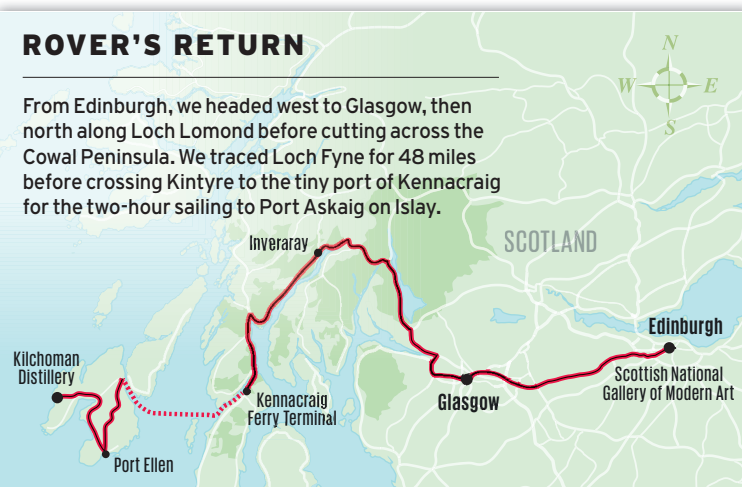 ROVER'S RETURN
From Edinburgh, we headed west to Glasgow, then
north along Loch Lomond before cutting across the
Cowal Peninsula. We traced Loch Fyne for 48 miles
before crossing Kintyre to the tiny port of Kennacraig
for the two-hour sailing to Port Askaig on Islay.
N
W
E
S
Inveraray
SCOTLAND
Edinburgh
Scottish National
Gallery of Modern Art
Kilchoman
Distillery
Kennacraig
Ferry Terminal
Glasgow
Port Ellen